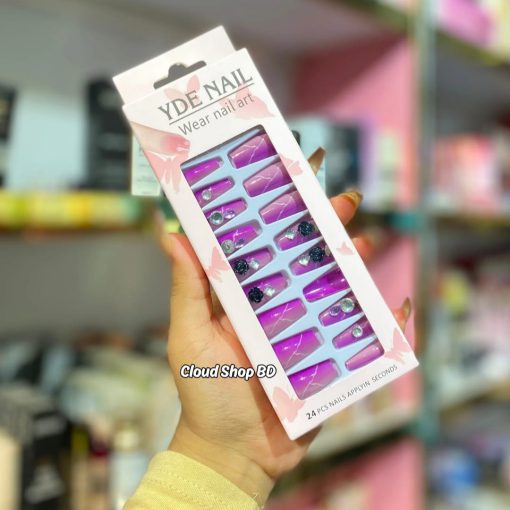 YDE NAIL
Wear nail art
Cloud Shop BD
24 PCS NAILS APPLYIN SECONDS